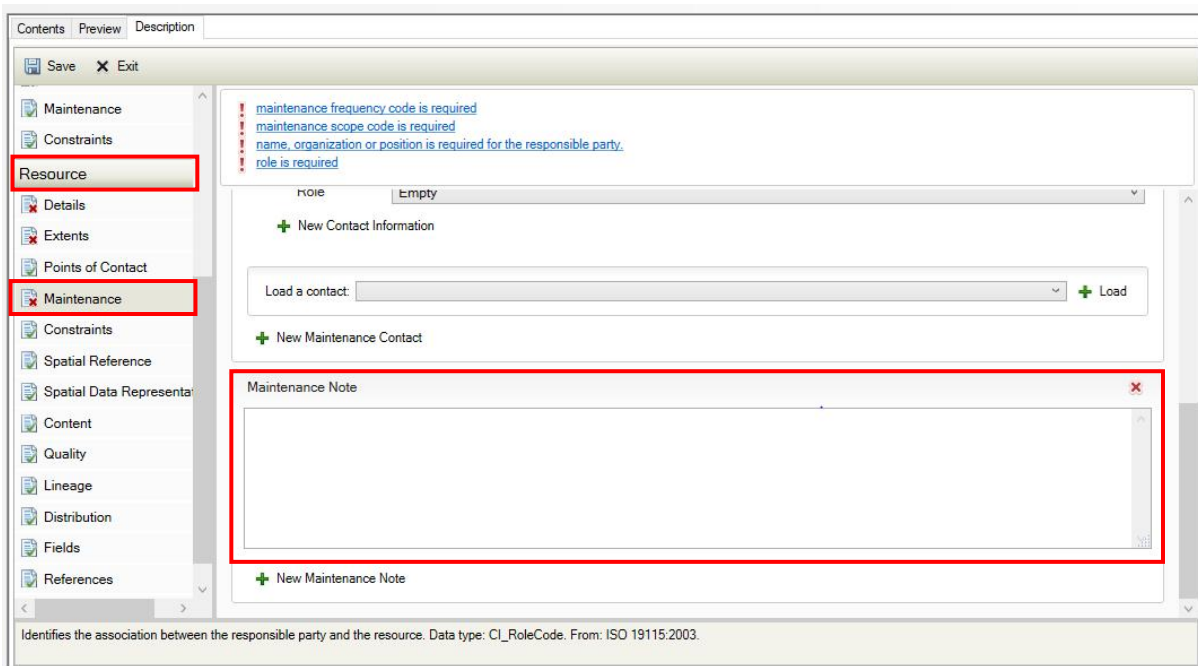 Contents Preview Description
Save Exit
Maintenance
Constraints
Resource
Details
Extents
Points of Contact
Maintenance
Constraints
Spatial Reference
Spatial Data Representat
Content
Quality
Lineage
Distribution
Fields
References
maintenance frequency code is required
maintenance scope code is required
name, organization or position is required for the responsible party.
role is required
Role Empty
New Contact Information
Load a contact: Load
New Maintenance Contact
Maintenance Note
New Maintenance Note
Identifies the association between the responsible party and the resource. Data type: CI_RoleCode. From: ISO 19115:2003.